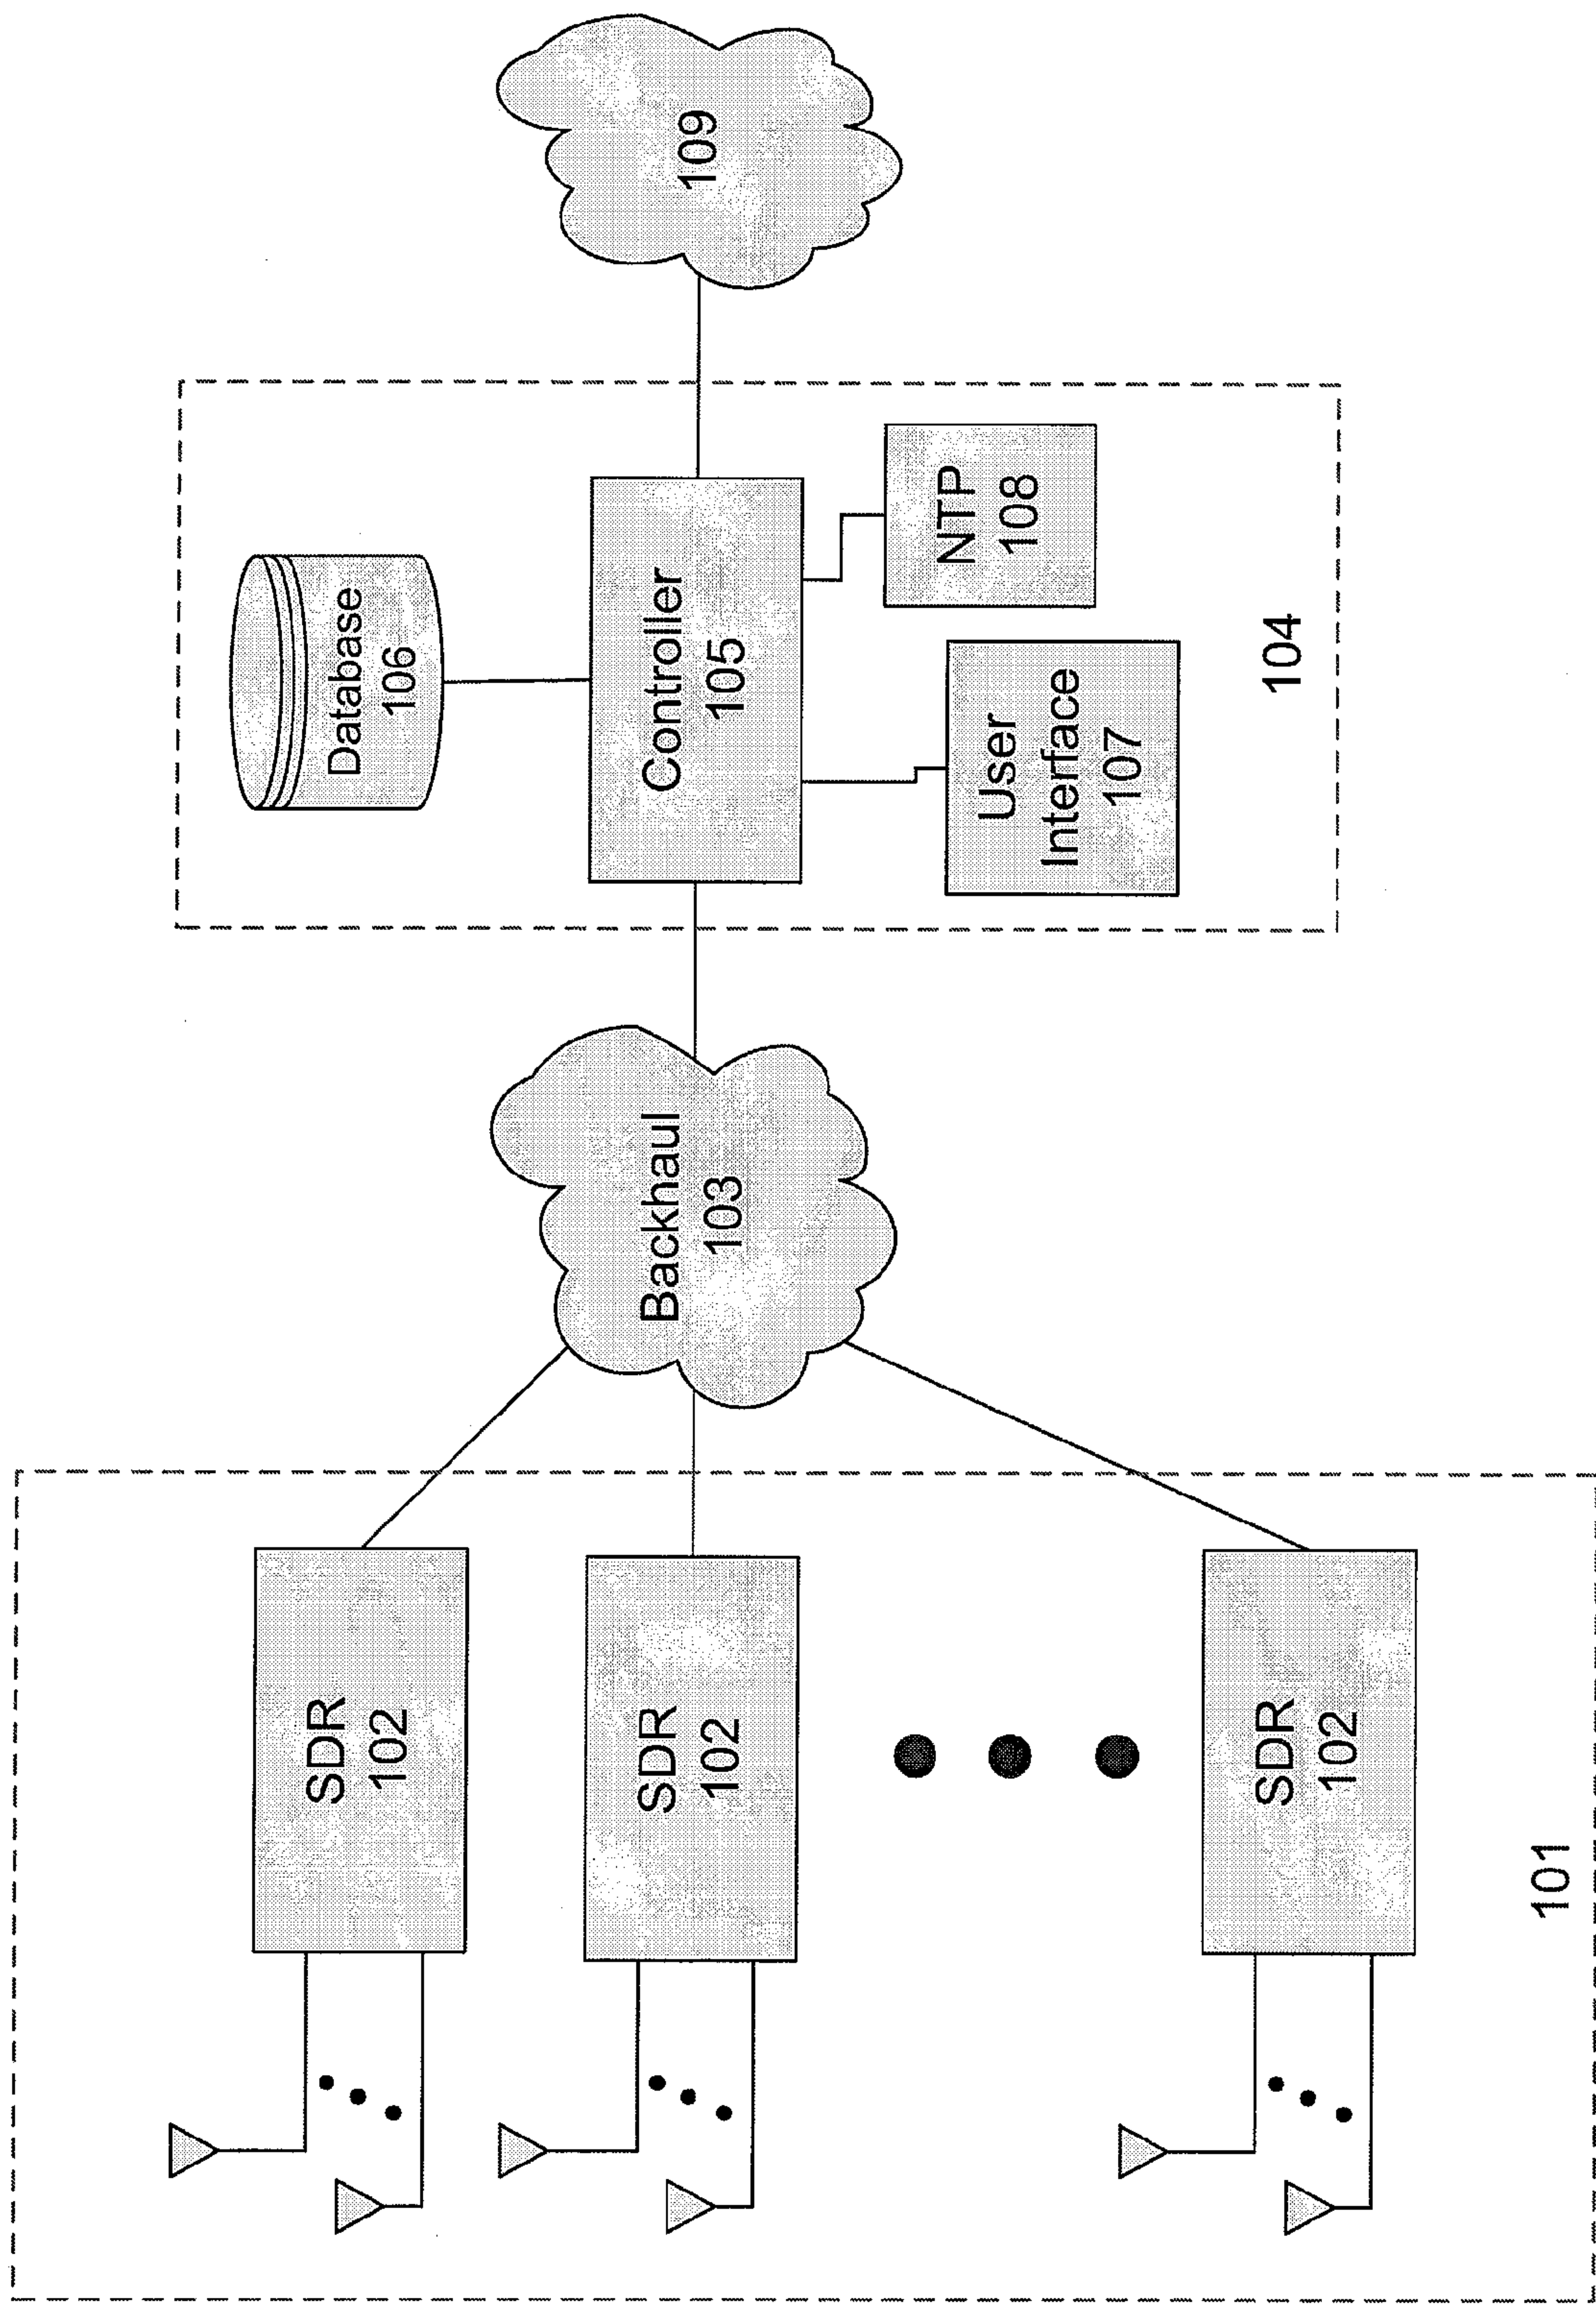 SDR
102
SDR
102
SDR
102
101
Backhaul
103
Database
106
Controller
105
User
Interface
107
NTP
108
104
109